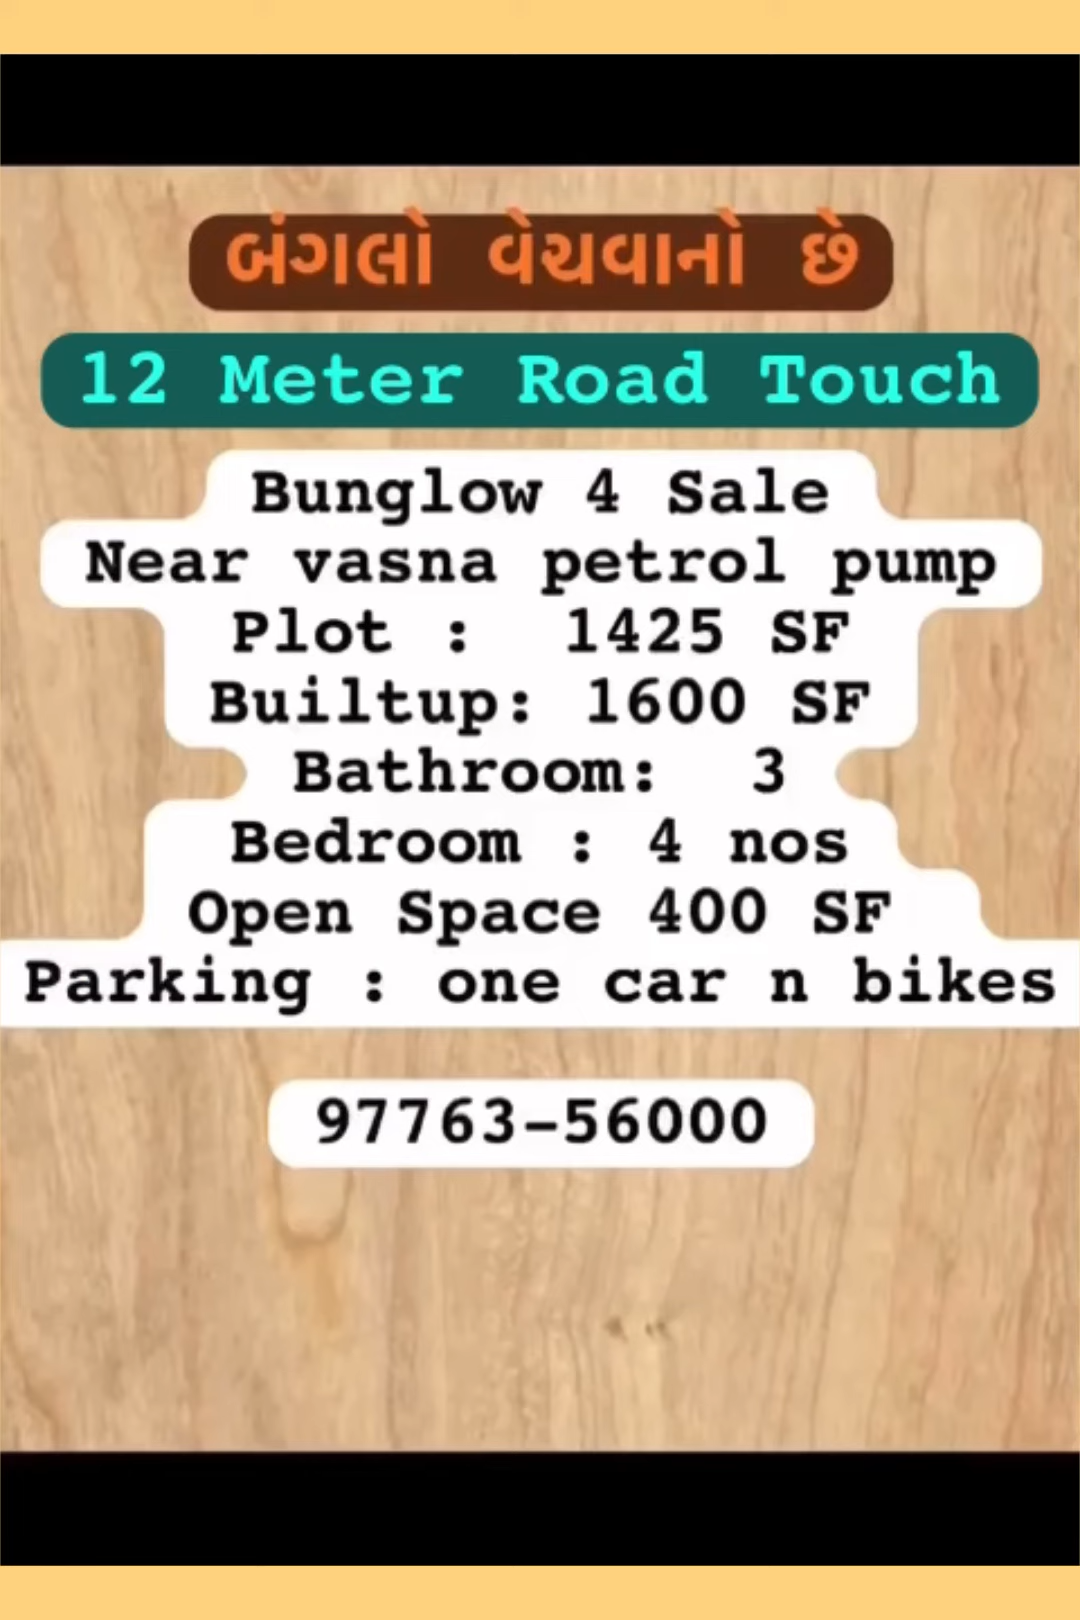 બંગલો વેચવાનો છે
12 Meter Road Touch
Bunglow 4 Sale
Near vasna petrol pump
Plot : 1425 SF
Builtup: 1600 SF
Bathroom: 3
Bedroom : 4 nos
Open Space 400 SF
Parking : one car n bikes
97763-56000